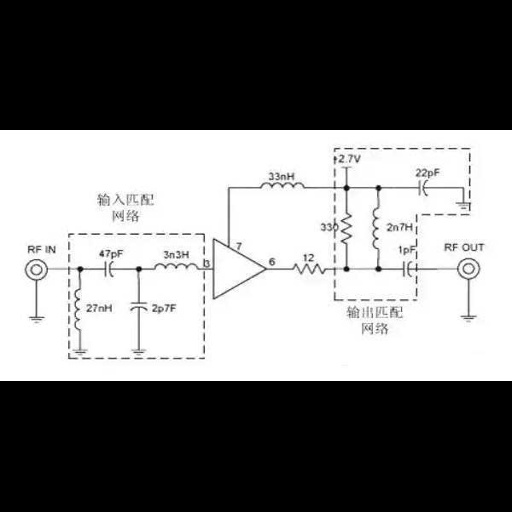 +2.7V
22pF
33nH
输入匹配
网络
330
2n7H
RF IN
47pF
3n3H
3
7
6
12
1pF
RF OUT
27nH
2p7F
输出匹配
网络